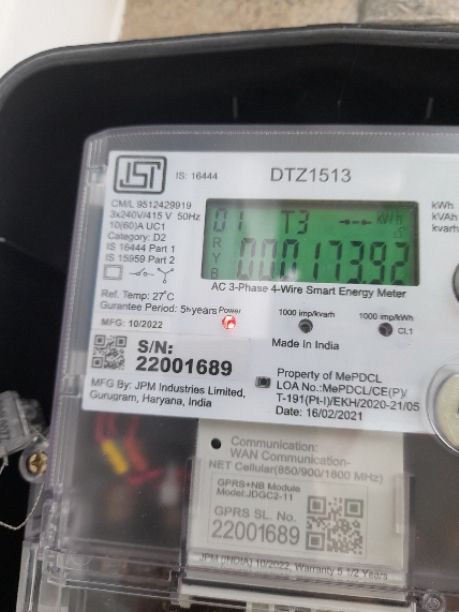 IS: 16444
DTZ1513
CM/L 9512429919
3x240V/415 V 50Hz
10(60)A UC1
Category: D2
IS 16444 Part 1
IS 15959 Part 2
01 T3 kWh
R
Y
B
00017392
kWh
kVAh
kvarh
AC 3-Phase 4-Wire Smart Energy Meter
Ref. Temp: 27°C
Gurantee Period: 5½years
Power
1000 imp/kvarh
1000 imp/kWh
CL1
MFG: 10/2022
Made In India
S/N:
22001689
MFG By: JPM Industries Limited,
Gurugram, Haryana, India
Property of MePDCL
LOA No.:MePDCL/CE(P)/
T-191(Pt-I)/EKH/2020-21/05
Date: 16/02/2021
Communication:
WAN Communication-
NET Cellular(850/900/1800 MHz)
GPRS+NB Module
Model:JDGC2-11
GPRS SL. No.
22001689
JPM (INDIA) 10/2022, Warranty 5 1/2 Years